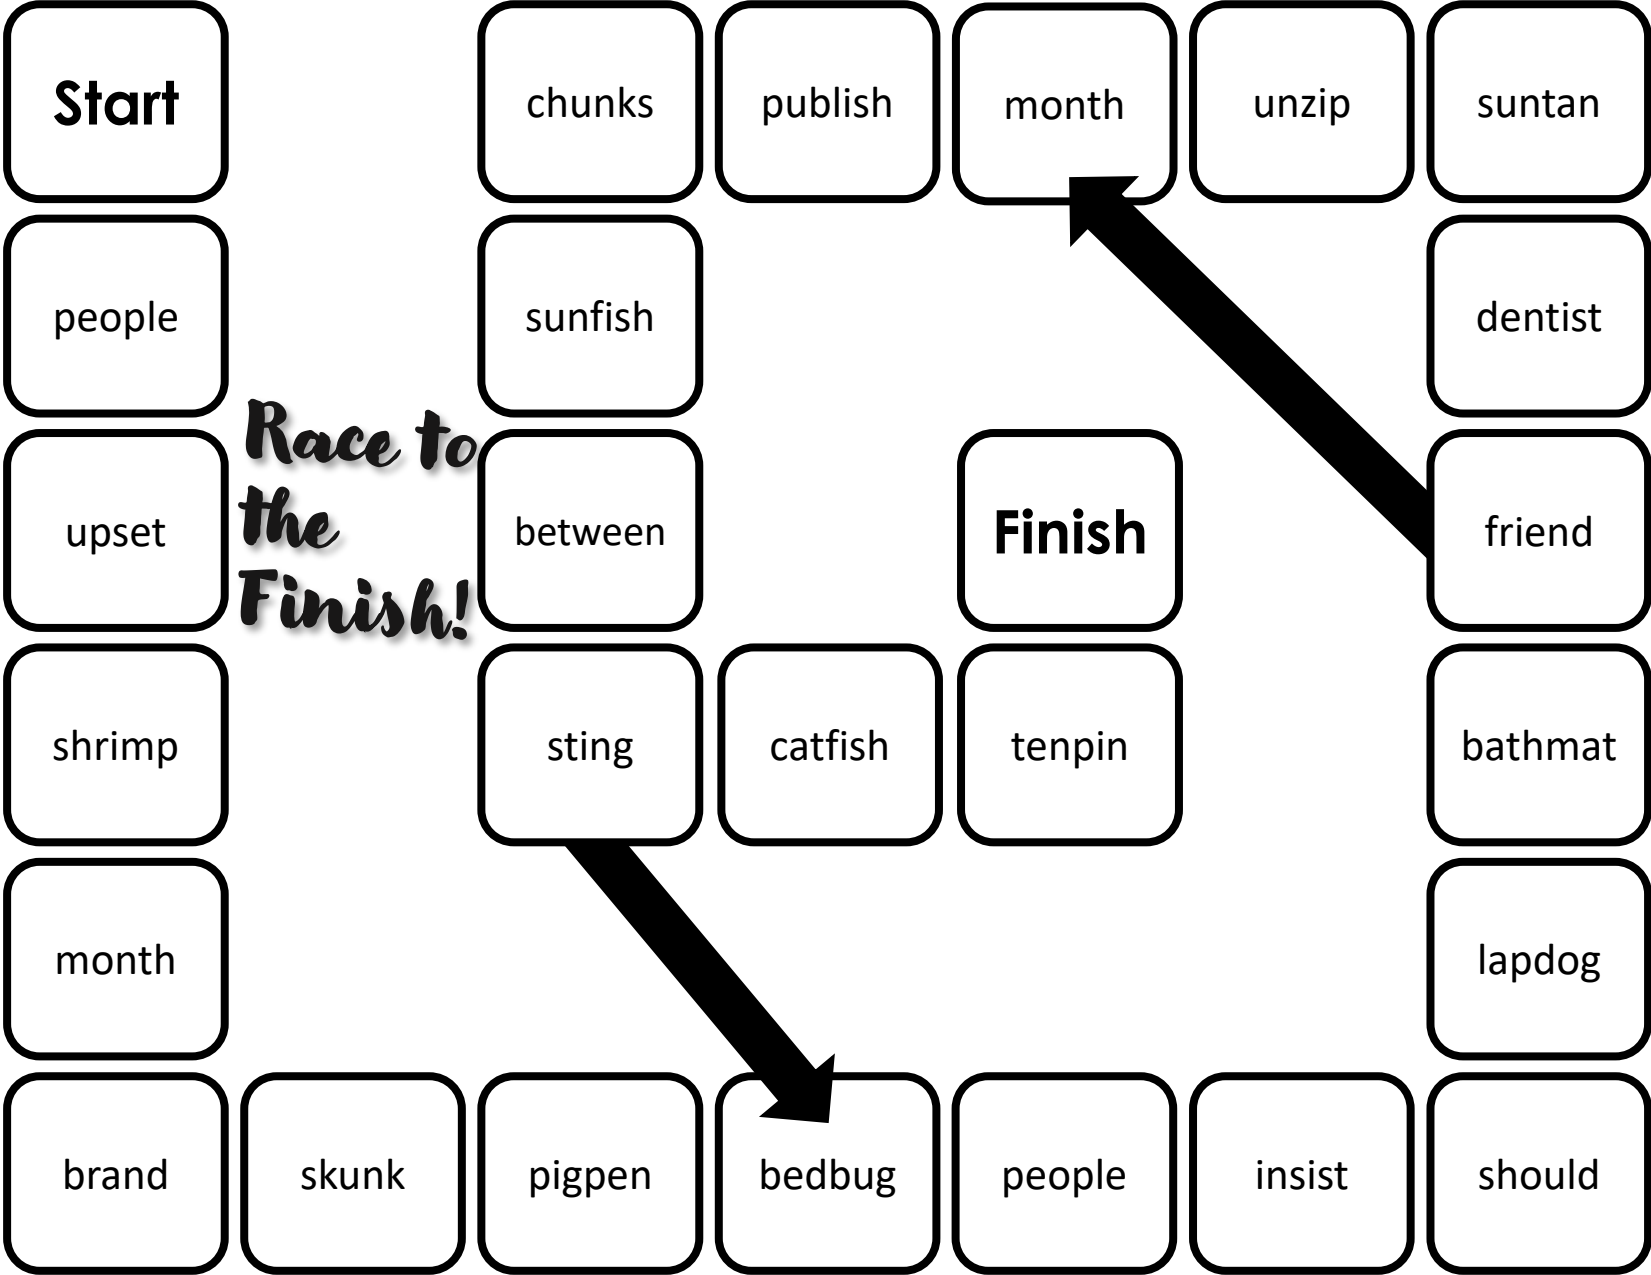 Start
chunks
publish
month
unzip
suntan
people
sunfish
dentist
Race to
the
Finish!
upset
between
Finish
friend
shrimp
sting
catfish
tenpin
bathmat
month
lapdog
brand
skunk
pigpen
bedbug
people
insist
should